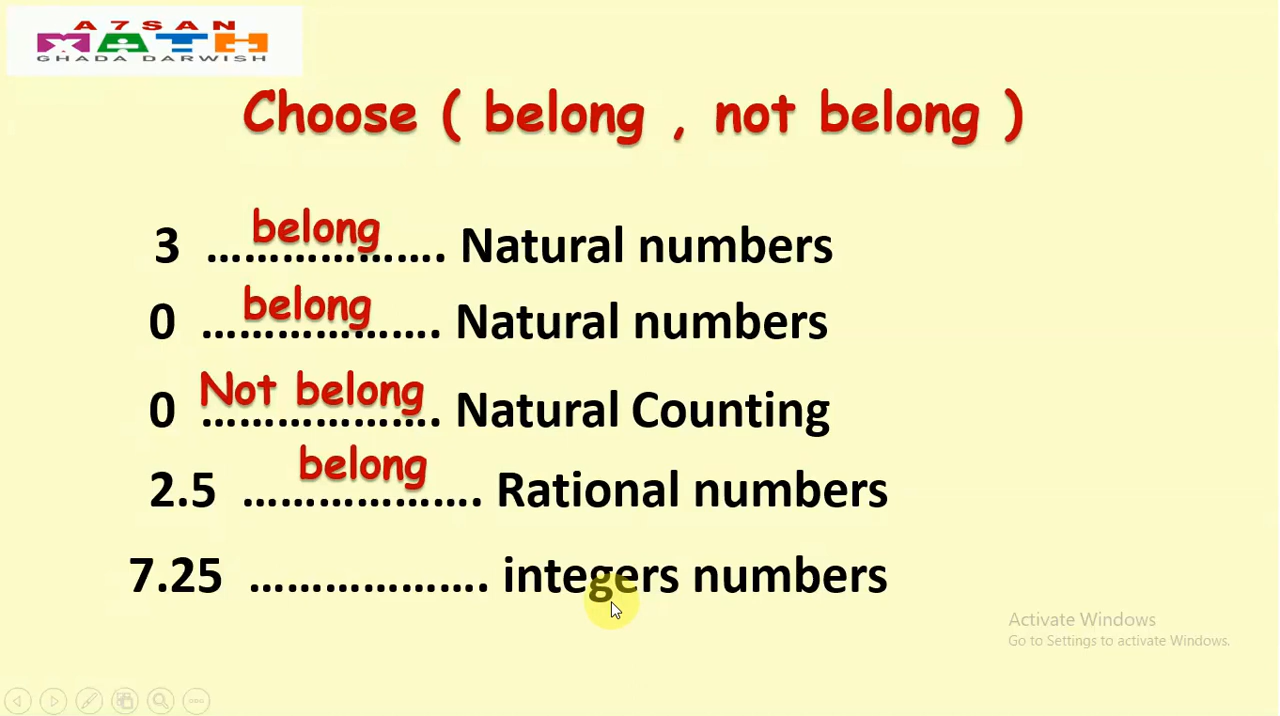 A7SAN
MATH
GHADA DARWISH
Choose ( belong , not belong )
3 belong ………………. Natural numbers
0 belong ………………. Natural numbers
0 Not belong ………………. Natural Counting
2.5 belong ………………. Rational numbers
7.25 ………………. integers numbers
Activate Windows
Go to Settings to activate Windows.